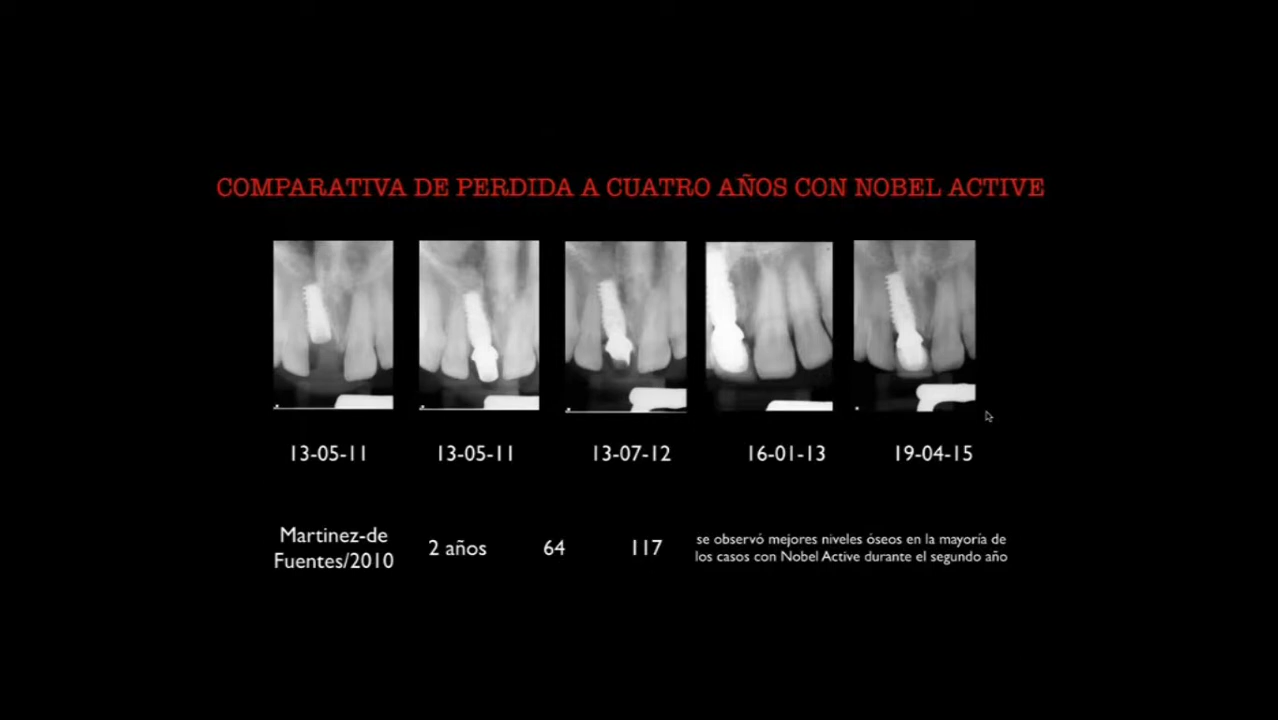 COMPARATIVA DE PERDIDA A CUATRO AÑOS CON NOBEL ACTIVE
13-05-11
13-05-11
13-07-12
16-01-13
19-04-15
Martinez-de
Fuentes/2010
2 años
64
117
se observó mejores niveles óseos en la mayoría de
los casos con Nobel Active durante el segundo año